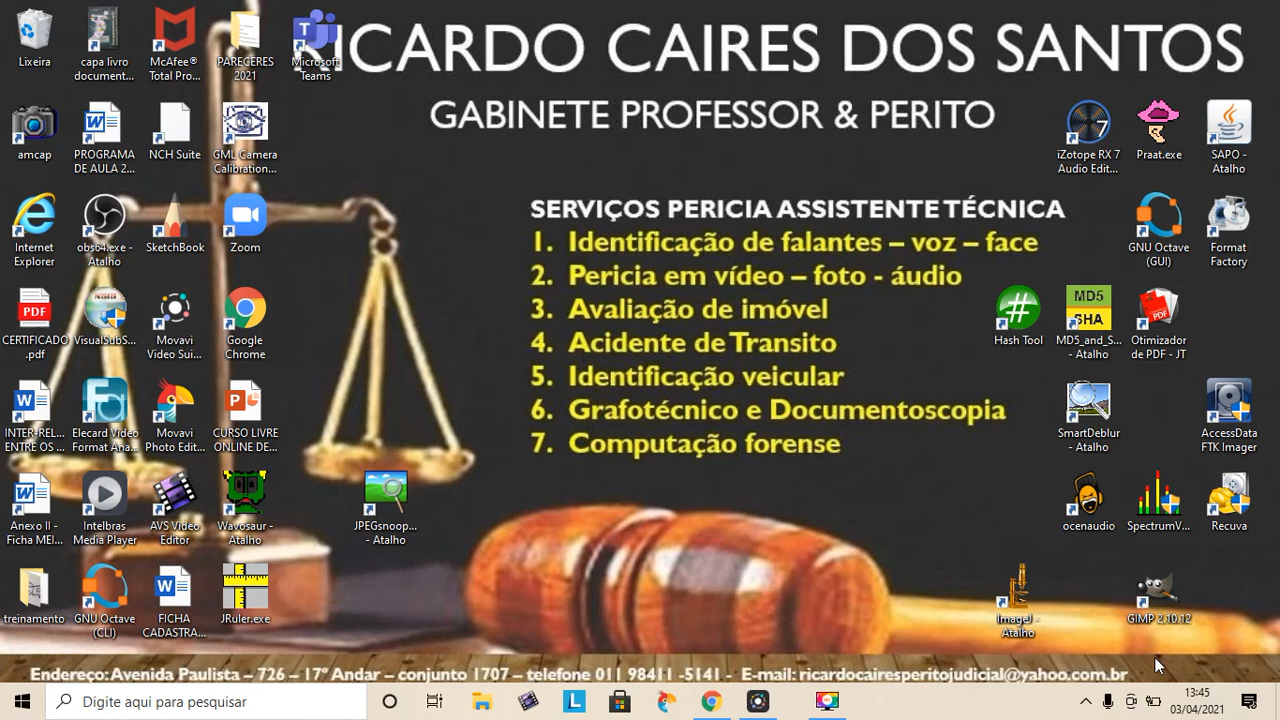 RICARDO CAIRES DOS SANTOS
GABINETE PROFESSOR & PERITO
SERVIÇOS PERICIA ASSISTENTE TÉCNICA
1. Identificação de falantes – voz – face
2. Pericia em vídeo – foto - áudio
3. Avaliação de imóvel
4. Acidente de Transito
5. Identificação veicular
6. Grafotécnico e Documentoscopia
7. Computação forense
Lixeira
capa livro
document...
McAfee®
Total Pro...
PARECERES
2021
Microsoft
Teams
amcap
PROGRAMA
DE AULA 2...
NCH Suite
GML Camera
Calibration...
iZotope RX 7
Audio Edit...
Praat.exe
SAPO -
Atalho
Internet
Explorer
obs64.exe -
Atalho
SketchBook
Zoom
GNU Octave
(GUI)
Format
Factory
PDF
CERTIFICADO
.pdf
VisualSubS...
Movavi
Video Sui...
Google
Chrome
Hash Tool
MD5
SHA
MD5_and_S...
- Atalho
Otimizador
de PDF - JT
INTER-REL...
ENTRE OS ...
Elecard Video
Format Ana...
Movavi
Photo Edit...
CURSO LIVRE
ONLINE DE...
SmartDeblur
- Atalho
AccessData
FTK Imager
Anexo II -
Ficha MEI...
Intelbras
Media Player
AVS Video
Editor
Wavosaur -
Atalho
JPEGsnoop...
- Atalho
ocenaudio
SpectrumV...
Recuva
treinamento
GNU Octave
(CLI)
FICHA
CADASTRA...
JRuler.exe
ImageJ -
Atalho
GIMP 2.10.12
Endereço: Avenida Paulista – 726 – 17º Andar – conjunto 1707 – telefone 011 98411 -5141 - E-mail: ricardocairesperitojudicial@yahoo.com.br
Digite aqui para pesquisar
13:45
03/04/2021